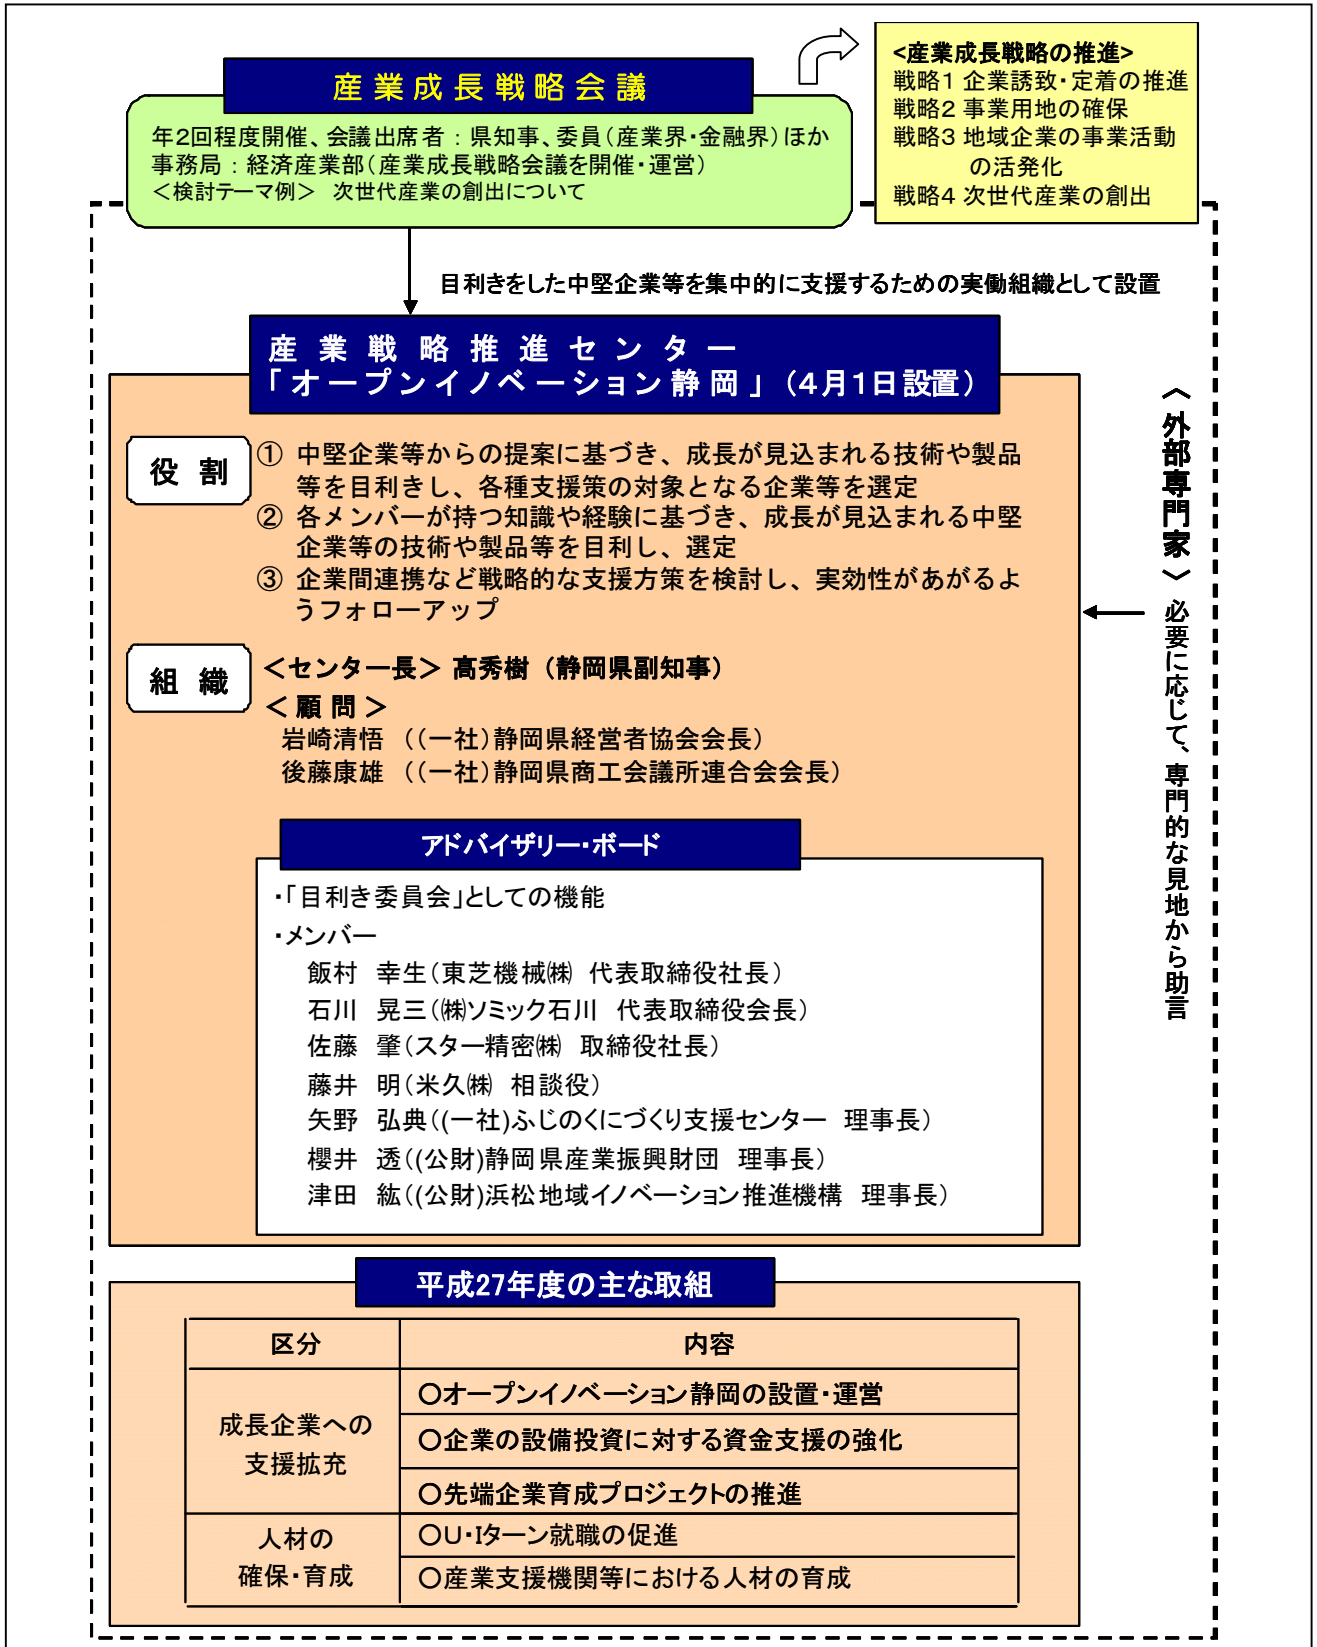 産業成長戦略会議
年2回程度開催、会議出席者：県知事、委員（産業界・金融界）ほか
事務局：経済産業部（産業成長戦略会議を開催・運営）
＜検討テーマ例＞　次世代産業の創出について
<産業成長戦略の推進>
戦略1 企業誘致・定着の推進
戦略2 事業用地の確保
戦略3 地域企業の事業活動
の活発化
戦略4 次世代産業の創出
目利きをした中堅企業等を集中的に支援するための実働組織として設置
産業戦略推進センター
「オープンイノベーション静岡」（4月1日設置）
役割
① 中堅企業等からの提案に基づき、成長が見込まれる技術や製品
等を目利きし、各種支援策の対象となる企業等を選定
② 各メンバーが持つ知識や経験に基づき、成長が見込まれる中堅
企業等の技術や製品等を目利し、選定
③ 企業間連携など戦略的な支援方策を検討し、実効性があがるよ
うフォローアップ
組織
＜センター長＞ 髙秀樹（静岡県副知事）
＜顧問＞
岩崎清悟 （（一社）静岡県経営者協会会長）
後藤康雄 （（一社）静岡県商工会議所連合会会長）
アドバイザリー・ボード
・「目利き委員会」としての機能
・メンバー
飯村　幸生（東芝機械㈱　代表取締役社長）
石川　晃三（㈱ソミック石川　代表取締役会長）
佐藤　肇（スター精密㈱　取締役社長）
藤井　明（米久㈱　相談役）
矢野　弘典（(一社)ふじのくにづくり支援センター　理事長）
櫻井　透（(公財)静岡県産業振興財団　理事長）
津田　紘（(公財)浜松地域イノベーション推進機構　理事長）
〈外部専門家〉必要に応じて、専門的な見地から助言
平成27年度の主な取組
区分
内容
成長企業への
支援拡充
○オープンイノベーション静岡の設置・運営
○企業の設備投資に対する資金支援の強化
○先端企業育成プロジェクトの推進
人材の
確保・育成
○U・Iターン就職の促進
○産業支援機関等における人材の育成